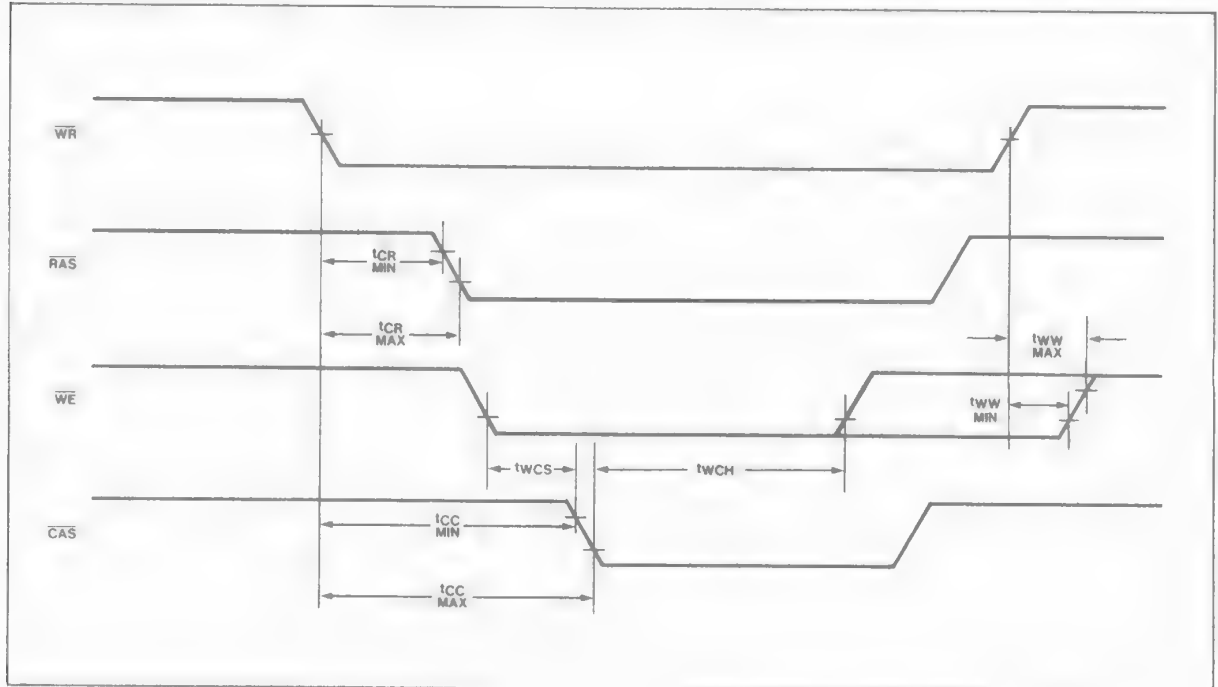 WR
RAS
tCR
MIN
tCR
MAX
tWW
MAX
WE
tWW
MIN
tWCS
tWCH
CAS
tCC
MIN
tCC
MAX